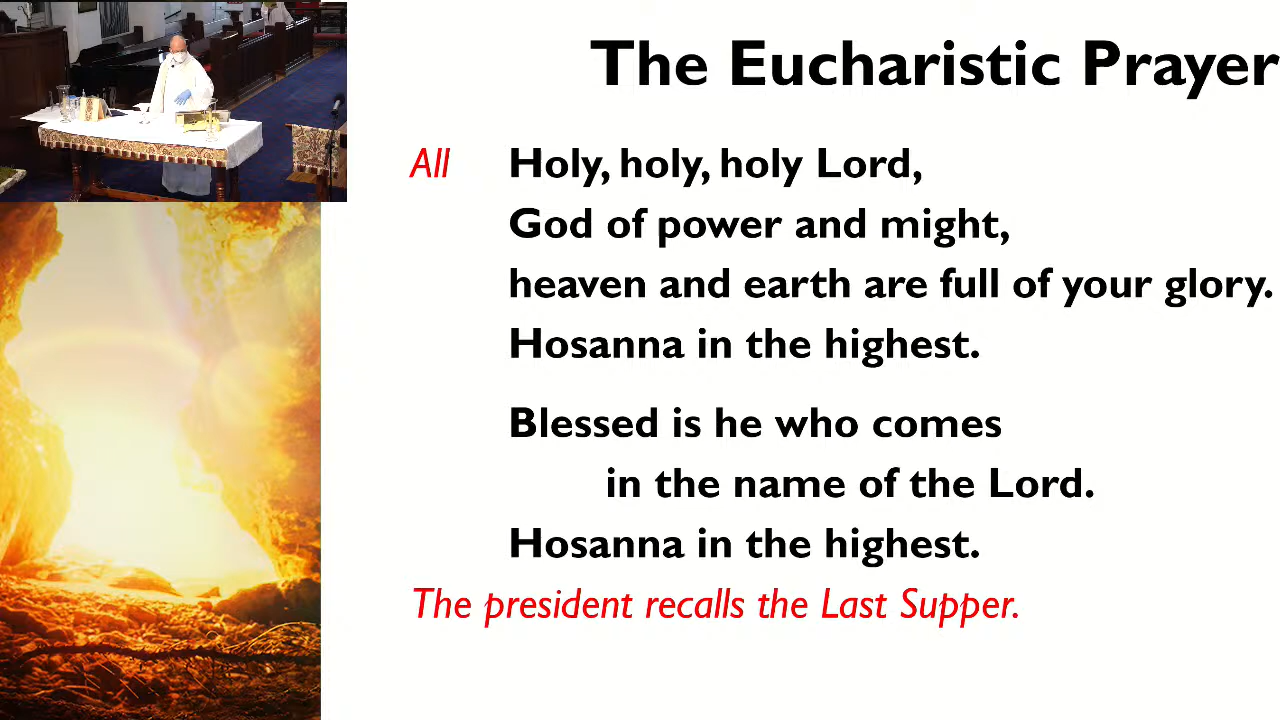 The Eucharistic Prayer
All Holy, holy, holy Lord,
God of power and might,
heaven and earth are full of your glory.
Hosanna in the highest.
Blessed is he who comes
in the name of the Lord.
Hosanna in the highest.
The president recalls the Last Supper.